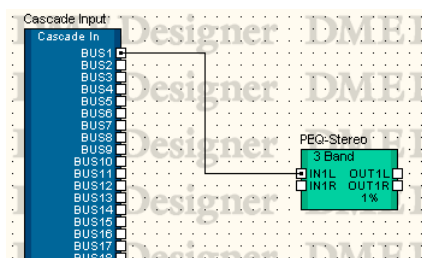 Cascade Input
Cascade In
BUS1
BUS2
BUS3
BUS4
BUS5
BUS6
BUS7
BUS8
BUS9
BUS10
BUS11
BUS12
BUS13
BUS14
BUS15
BUS16
BUS17
BUS18
PEQ-Stereo
3 Band
IN1L OUT1L
IN1R OUT1R
1%
Designer DME
Designer DME
Designer DME
Designer DME
Designer